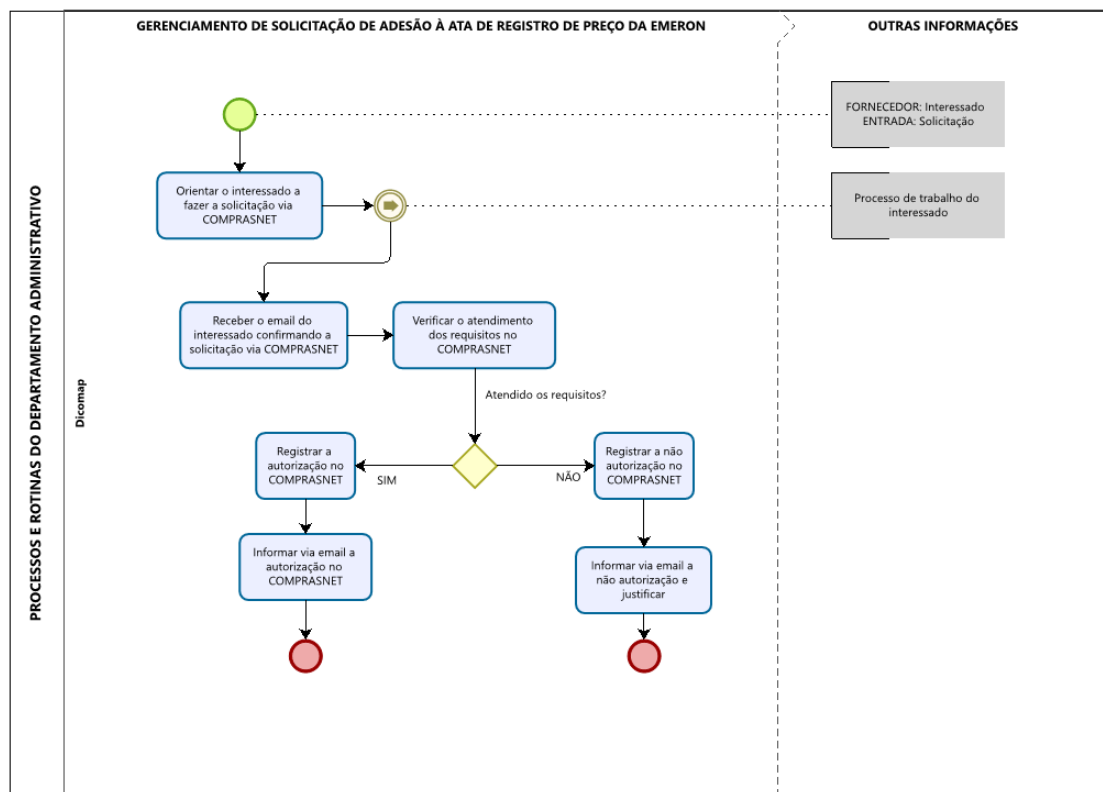 GERENCIAMENTO DE SOLICITAÇÃO DE ADESÃO À ATA DE REGISTRO DE PREÇO DA EMERON
OUTRAS INFORMAÇÕES
PROCESSOS E ROTINAS DO DEPARTAMENTO ADMINISTRATIVO
Dicomap
FORNECEDOR: Interessado
ENTRADA: Solicitação
Orientar o interessado a
fazer a solicitação via
COMPRASNET
Processo de trabalho do
interessado
Receber o email do
interessado confirmando a
solicitação via COMPRASNET
Verificar o atendimento
dos requisitos no
COMPRASNET
Atendido os requisitos?
Registrar a
autorização no
COMPRASNET
SIM
NÃO
Registrar a não
autorização no
COMPRASNET
Informar via email a
autorização no
COMPRASNET
Informar via email a
não autorização e
justificar